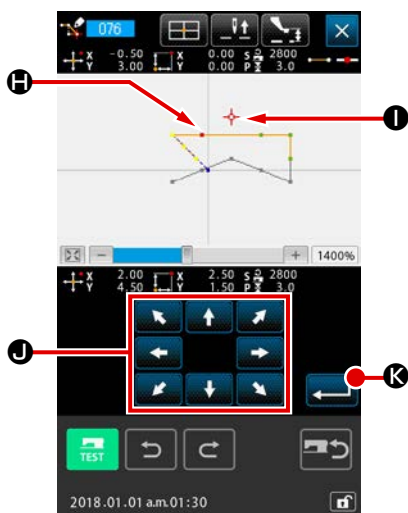 076
X -0.50 X 0.00 S 2800
Y 3.00 Y 0.00 P 3.0
H
I
- + 1400%
X 2.00 X 2.50 S 2800
Y 4.50 Y 1.50 P 3.0
J
K
TEST
2018.01.01 a.m.01:30